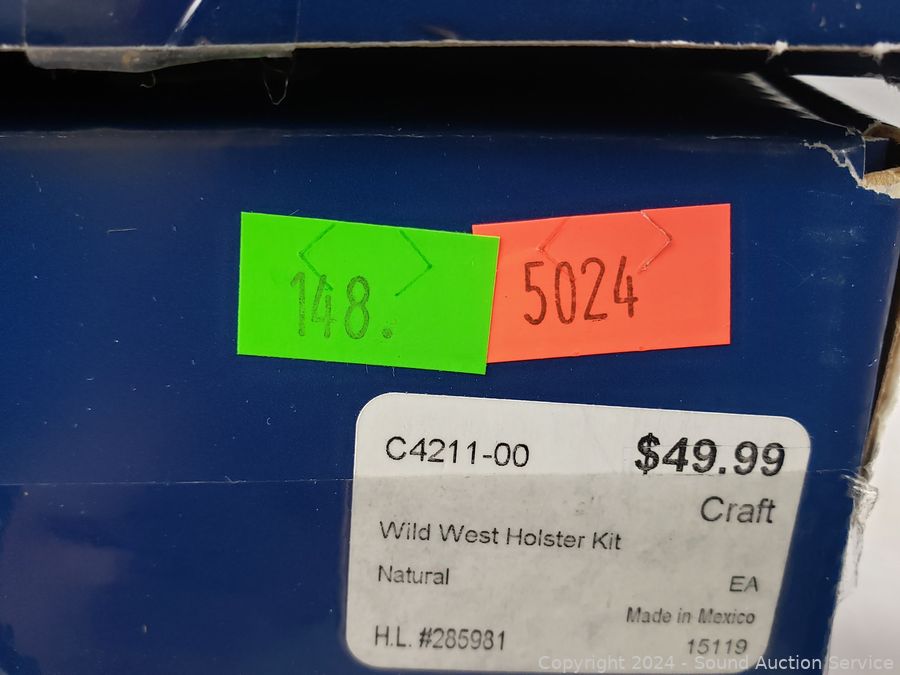 148.
5024
C4211-00
$49.99
Craft
Wild West Holster Kit
Natural
EA
Made in Mexico
H.L. #285981
15119
Copyright 2024 - Sound Auction Service